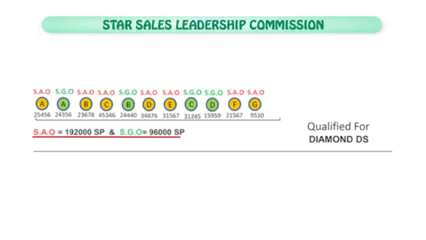 STAR SALES LEADERSHIP COMMISSION
S.A.O S.G.O S.A.O S.A.O S.G.O S.A.O S.A.O S.G.O S.G.O S.A.O S.A.O
A A B C B D E C D F G
25456 24356 23678 45346 24440 34876 31567 31245 15959 21567 9510
S.A.O = 192000 SP & S.G.O= 96000 SP
Qualified For
DIAMOND DS